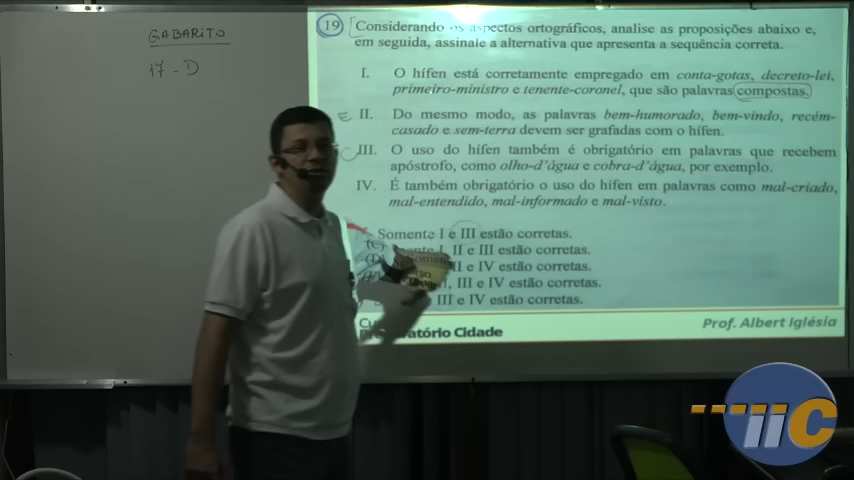 GABARITO
17 - D
19 Considerando os aspectos ortográficos, analise as proposições abaixo e,
em seguida, assinale a alternativa que apresenta a sequência correta.
I. O hífen está corretamente empregado em conta-gotas, decreto-lei,
primeiro-ministro e tenente-coronel, que são palavras compostas.
E II. Do mesmo modo, as palavras bem-humorado, bem-vindo, recém-
casado e sem-terra devem ser grafadas com o hífen.
C III. O uso do hífen também é obrigatório em palavras que recebem
apóstrofo, como olho-d'água e cobra-d'água, por exemplo.
IV. É também obrigatório o uso do hífen em palavras como mal-criado,
mal-entendido, mal-informado e mal-visto.
Somente I e III estão corretas.
I, II e III estão corretas.
II e IV estão corretas.
I, III e IV estão corretas.
III e IV estão corretas.
Cidade
Prof. Albert Iglésia
IIC